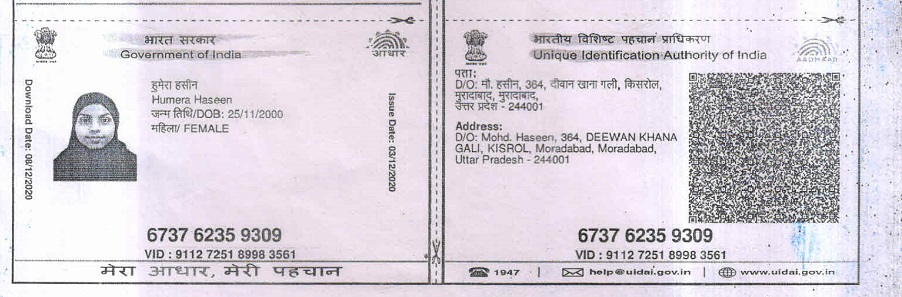 भारत सरकार
Government of India
आधार
Download Date: 08/12/2020
हुमेरा हसीन
Humera Haseen
जन्म तिथि/DOB: 25/11/2000
महिला/ FEMALE
Issue Date: 03/12/2020
6737 6235 9309
VID : 9112 7251 8998 3561
मेरा आधार, मेरी पहचान
भारतीय विशिष्ट पहचान प्राधिकरण
Unique Identification Authority of India
AADHAAR
पता:
D/O: मौ. हसीन, 364, दीवान खाना गली, किसरोल,
मुरादाबाद, मुरादाबाद,
उत्तर प्रदेश - 244001
Address:
D/O: Mohd. Haseen, 364, DEEWAN KHANA
GALI, KISROL, Moradabad, Moradabad,
Uttar Pradesh - 244001
6737 6235 9309
VID : 9112 7251 8998 3561
1947 | help@uidai.gov.in | www.uidai.gov.in